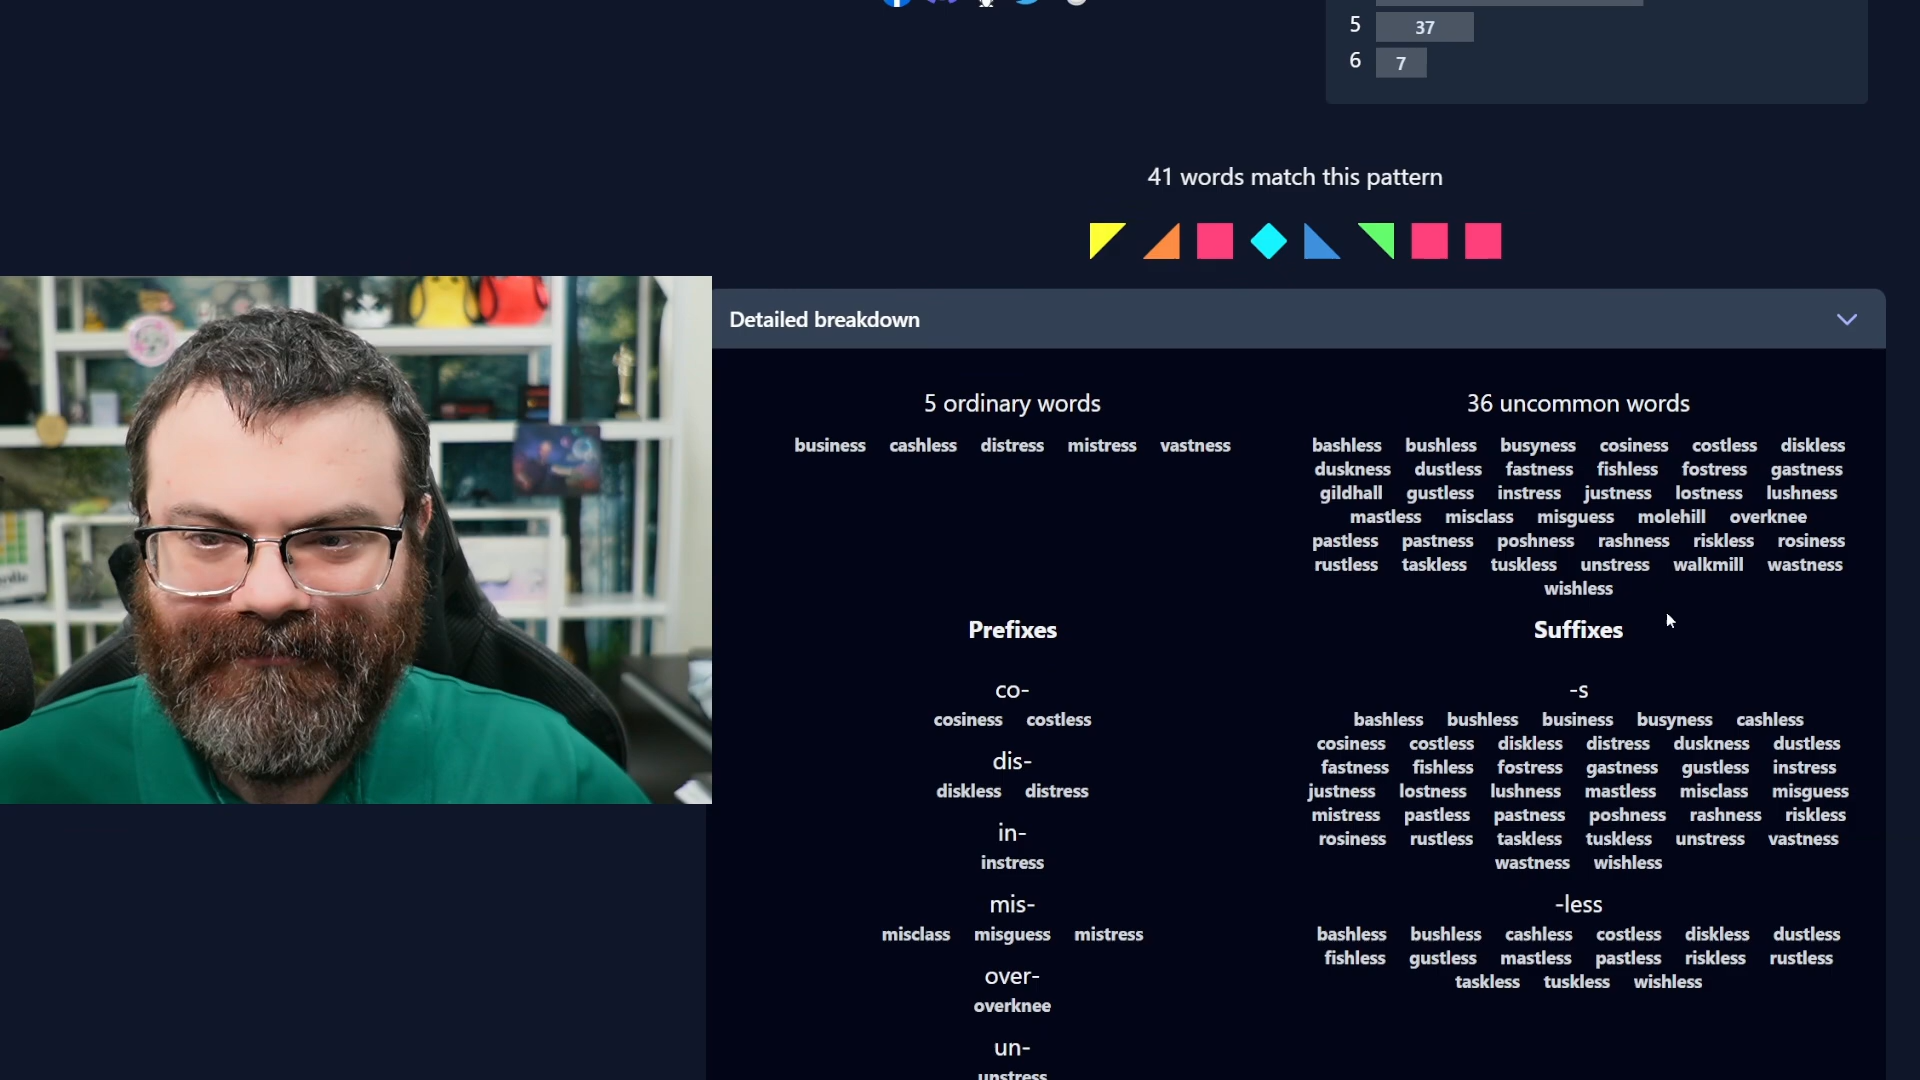 5
37
6
7
41 words match this pattern
Detailed breakdown
5 ordinary words
business cashless distress mistress vastness
36 uncommon words
bashless bushless busyness cosiness costless diskless
duskness dustless fastness fishless fostress gastness
gildhall gustless instress justness lostness lushness
mastless misclass misguess molehill overknee
pastless pastness poshness rashness riskless rosiness
rustless taskless tuskless unstress walkmill wastness
wishless
Prefixes
co-
cosiness costless
dis-
diskless distress
in-
instress
mis-
misclass misguess mistress
over-
overknee
un-
unstress
Suffixes
-s
bashless bushless business busyness cashless
cosiness costless diskless distress duskness dustless
fastness fishless fostress gastness gustless instress
justness lostness lushness mastless misclass misguess
mistress pastless pastness poshness rashness riskless
rosiness rustless taskless tuskless unstress vastness
wastness wishless
-less
bashless bushless cashless costless diskless dustless
fishless gustless mastless pastless riskless rustless
taskless tuskless wishless